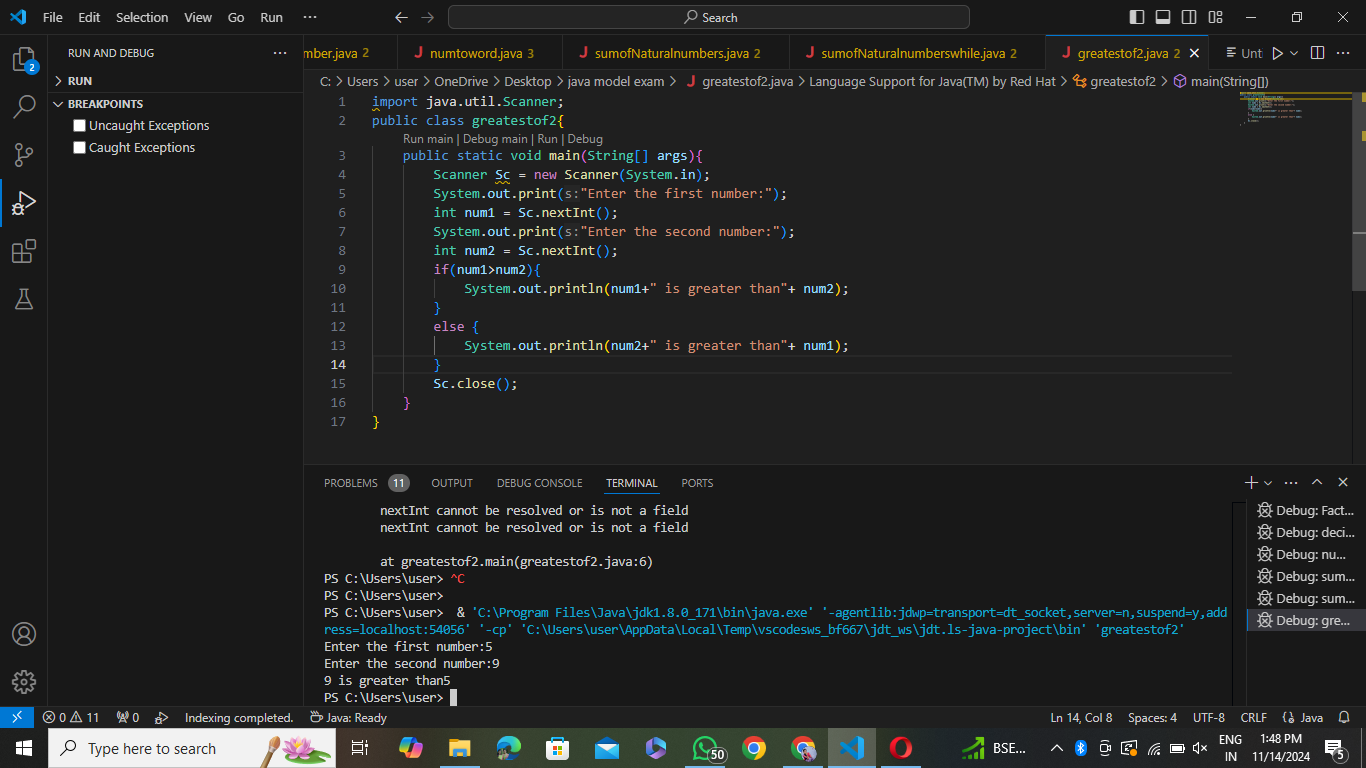 File Edit Selection View Go Run ··· Search
RUN AND DEBUG ···
RUN
BREAKPOINTS
Uncaught Exceptions
Caught Exceptions
2
mber.java 2 numtoword.java 3 sumofNaturalnumbers.java 2 sumofNaturalnumberswhile.java 2 greatestof2.java 2 Unt
C: > Users > user > OneDrive > Desktop > java model exam > greatestof2.java > Language Support for Java(TM) by Red Hat > greatestof2 > main(String[])
1 import java.util.Scanner;
2 public class greatestof2{
Run main | Debug main | Run | Debug
3 public static void main(String[] args){
4 Scanner Sc = new Scanner(System.in);
5 System.out.print(s:"Enter the first number:");
6 int num1 = Sc.nextInt();
7 System.out.print(s:"Enter the second number:");
8 int num2 = Sc.nextInt();
9 if(num1>num2){
10 System.out.println(num1+" is greater than"+ num2);
11 }
12 else {
13 System.out.println(num2+" is greater than"+ num1);
14 }
15 Sc.close();
16 }
17 }
PROBLEMS 11 OUTPUT DEBUG CONSOLE TERMINAL PORTS
nextInt cannot be resolved or is not a field
nextInt cannot be resolved or is not a field
at greatestof2.main(greatestof2.java:6)
PS C:\Users\user> ^C
PS C:\Users\user>
PS C:\Users\user>  & 'C:\Program Files\Java\jdk1.8.0_171\bin\java.exe' '-agentlib:jdwp=transport=dt_socket,server=n,suspend=y,add
ress=localhost:54056' '-cp' 'C:\Users\user\AppData\Local\Temp\vscodesws_bf667\jdt_ws\jdt.ls-java-project\bin' 'greatestof2'
Enter the first number:5
Enter the second number:9
9 is greater than5
PS C:\Users\user>
Debug: Fact...
Debug: deci...
Debug: nu...
Debug: sum...
Debug: sum...
Debug: gre...
0 11 0 Indexing completed. Java: Ready Ln 14, Col 8 Spaces: 4 UTF-8 CRLF {} Java
Type here to search 50 BSE... ENG IN 1:48 PM 11/14/2024 5